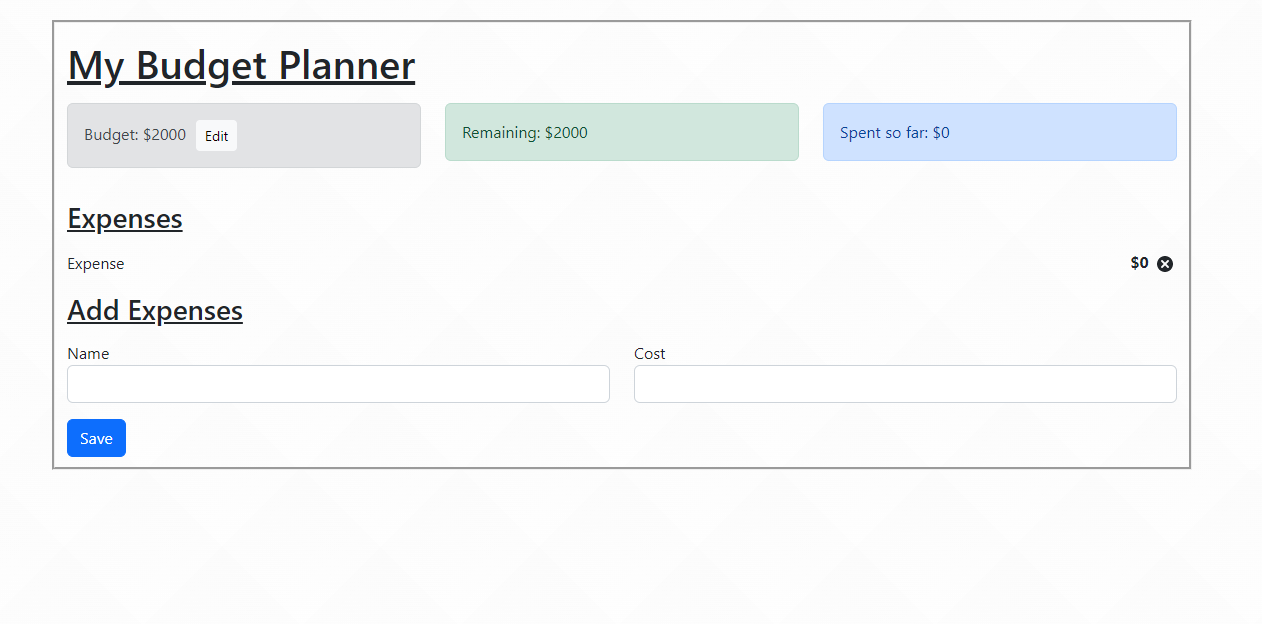 My Budget Planner
Budget: $2000 Edit
Remaining: $2000
Spent so far: $0
Expenses
Expense $0
Add Expenses
Name
Cost
Save